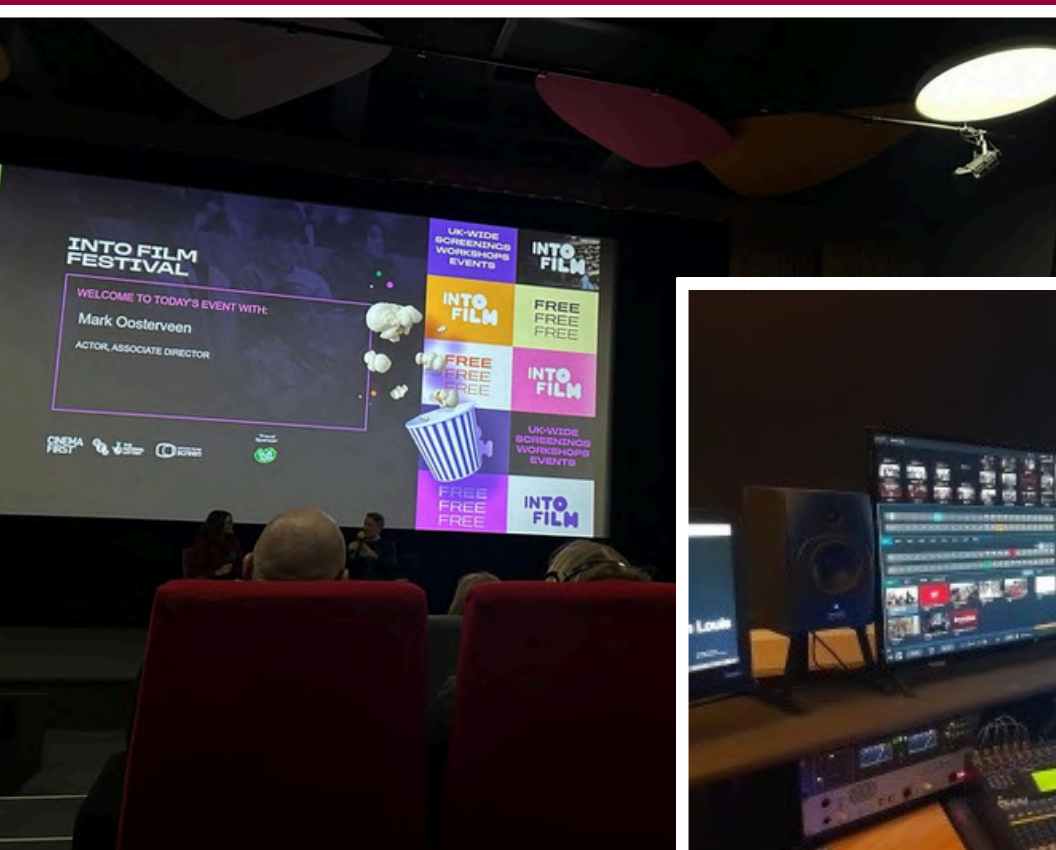 INTO FILM
FESTIVAL
WELCOME TO TODAY'S EVENT WITH:
Mark Oosterveen
ACTOR, ASSOCIATE DIRECTOR
CINEMA
FIRST
UK-WIDE
SCREENINGS
WORKSHOPS
EVENTS
INTO
FILM
INTO
FILM
FREE
FREE
FREE
FREE
FREE
FREE
INTO
FILM
UK-WIDE
SCREENINGS
WORKSHOPS
EVENTS
FREE
FREE
FREE
INTO
FILM
Louis